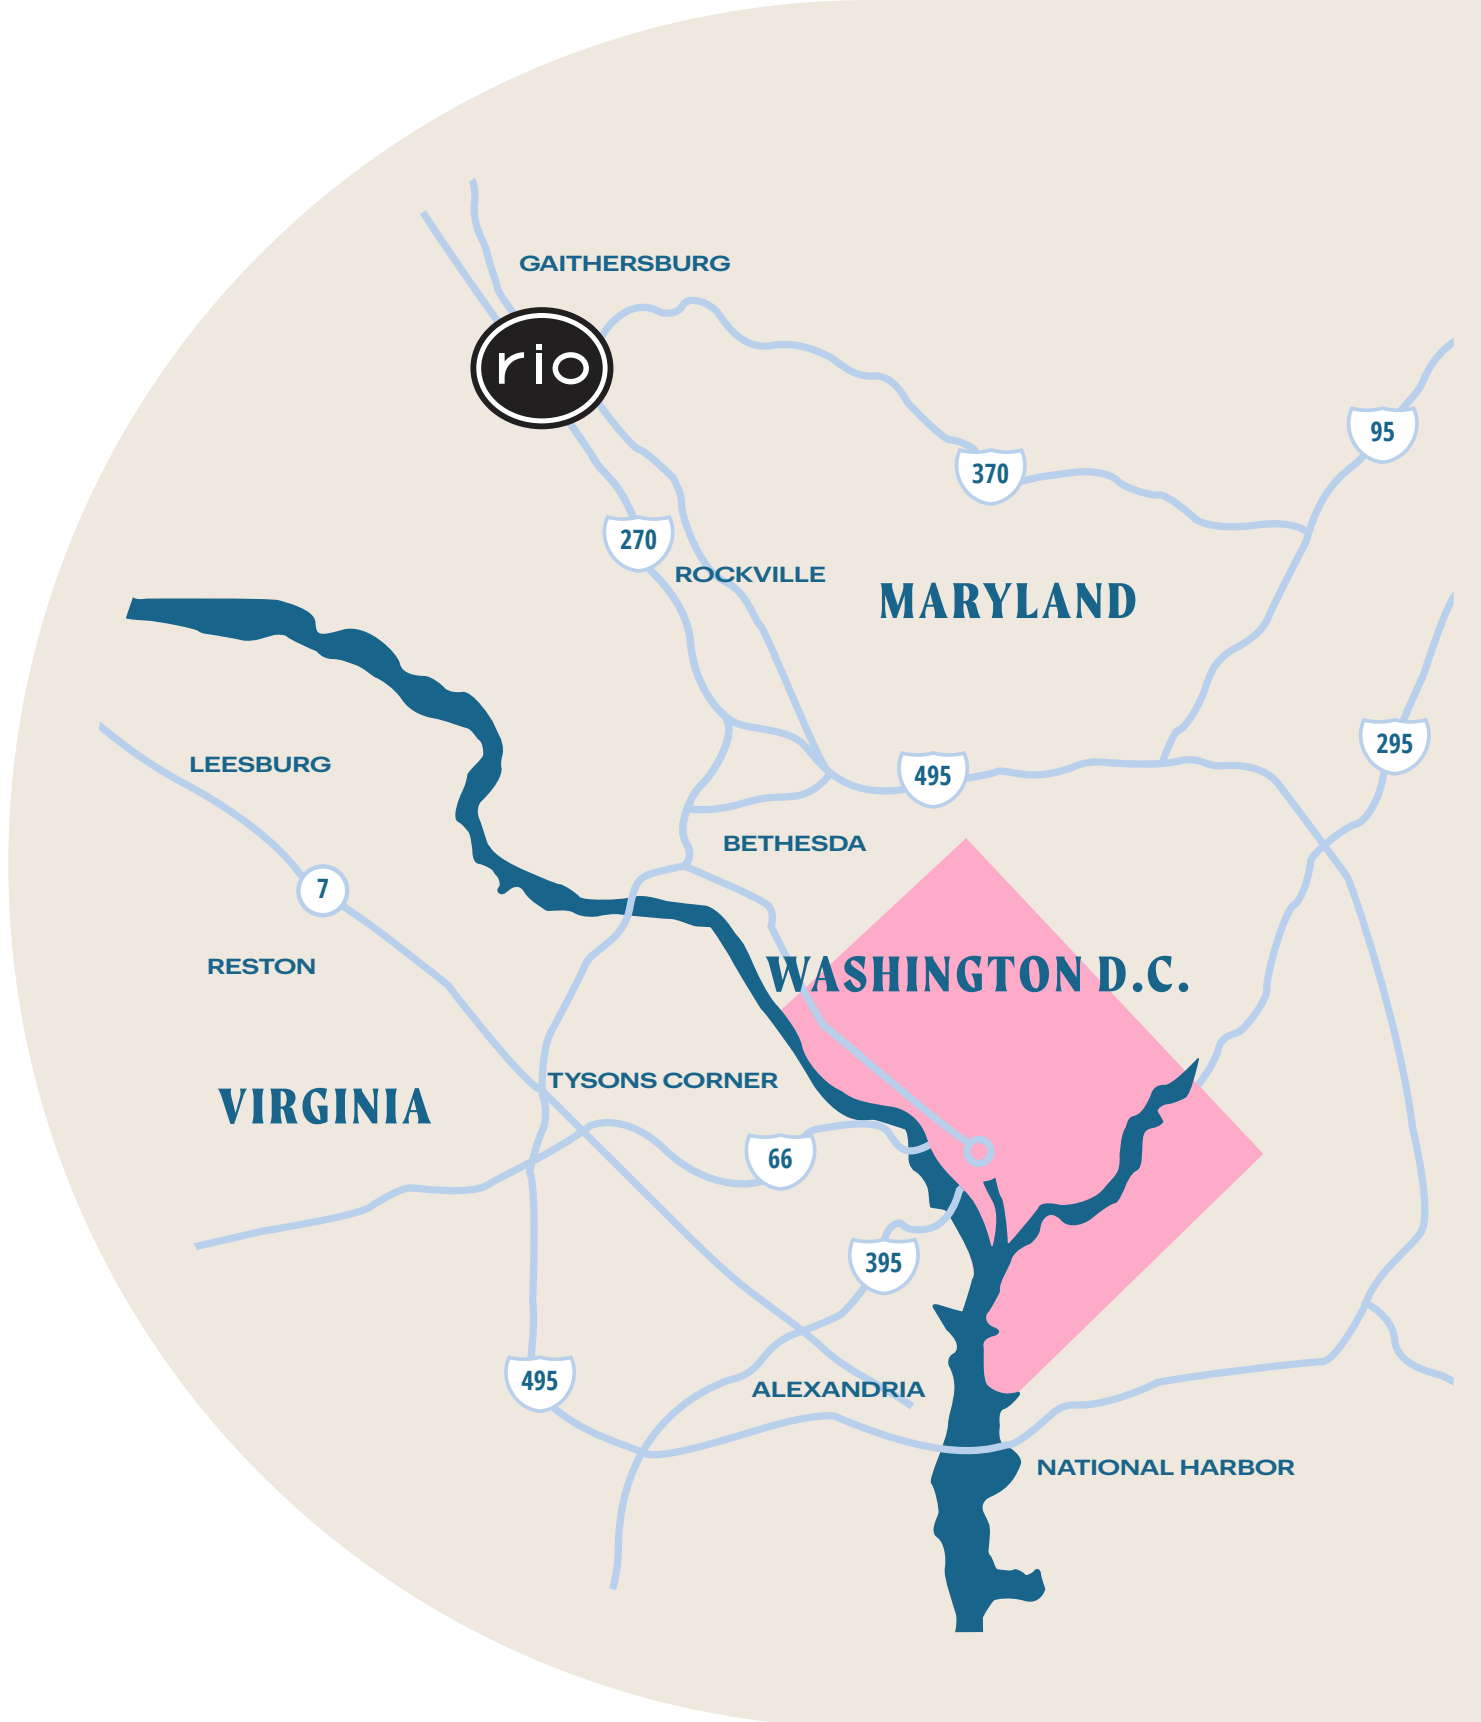 GAITHERSBURG
rio
95
370
270
ROCKVILLE
MARYLAND
295
LEESBURG
495
BETHESDA
7
RESTON
WASHINGTON D.C.
TYSONS CORNER
VIRGINIA
66
395
495
ALEXANDRIA
NATIONAL HARBOR